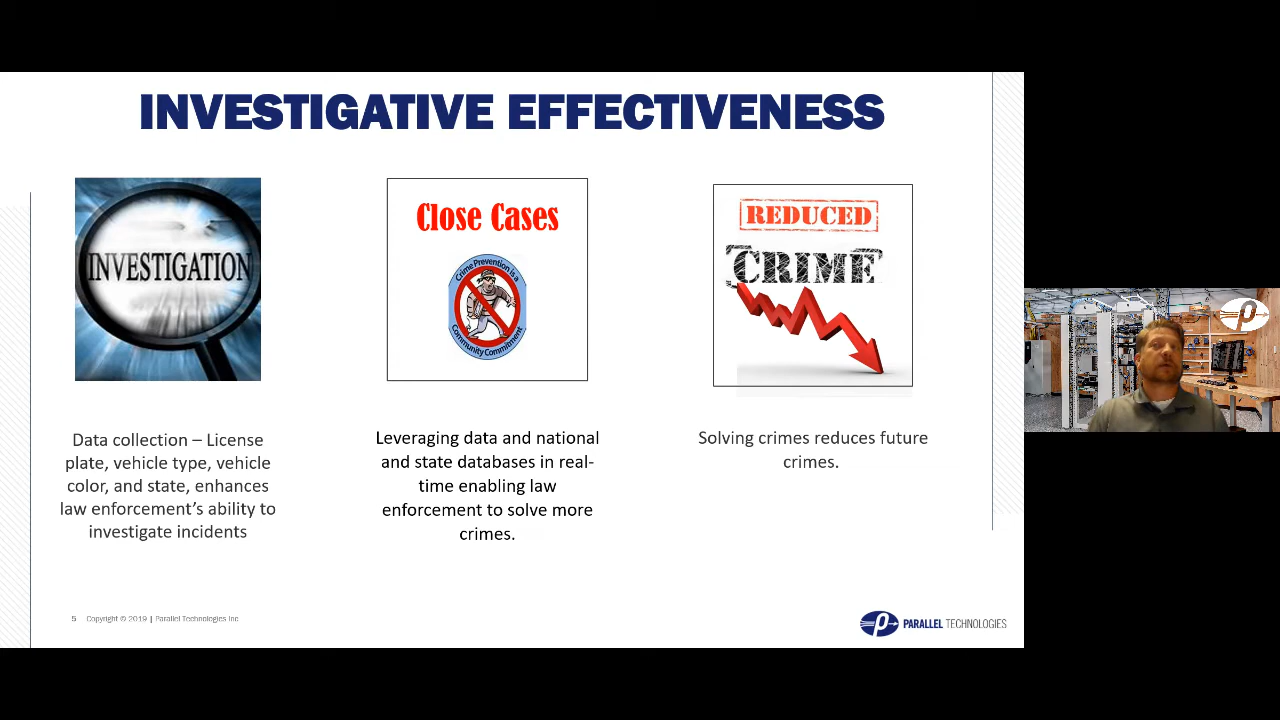 INVESTIGATIVE EFFECTIVENESS
INVESTIGATION
Data collection – License
plate, vehicle type, vehicle
color, and state, enhances
law enforcement's ability to
investigate incidents
Close Cases
Crime Prevention is a
Community Commitment
Leveraging data and national
and state databases in real-
time enabling law
enforcement to solve more
crimes.
REDUCED
CRIME
Solving crimes reduces future
crimes.
5 Copyright © 2019 | Parallel Technologies Inc
P PARALLEL TECHNOLOGIES
P